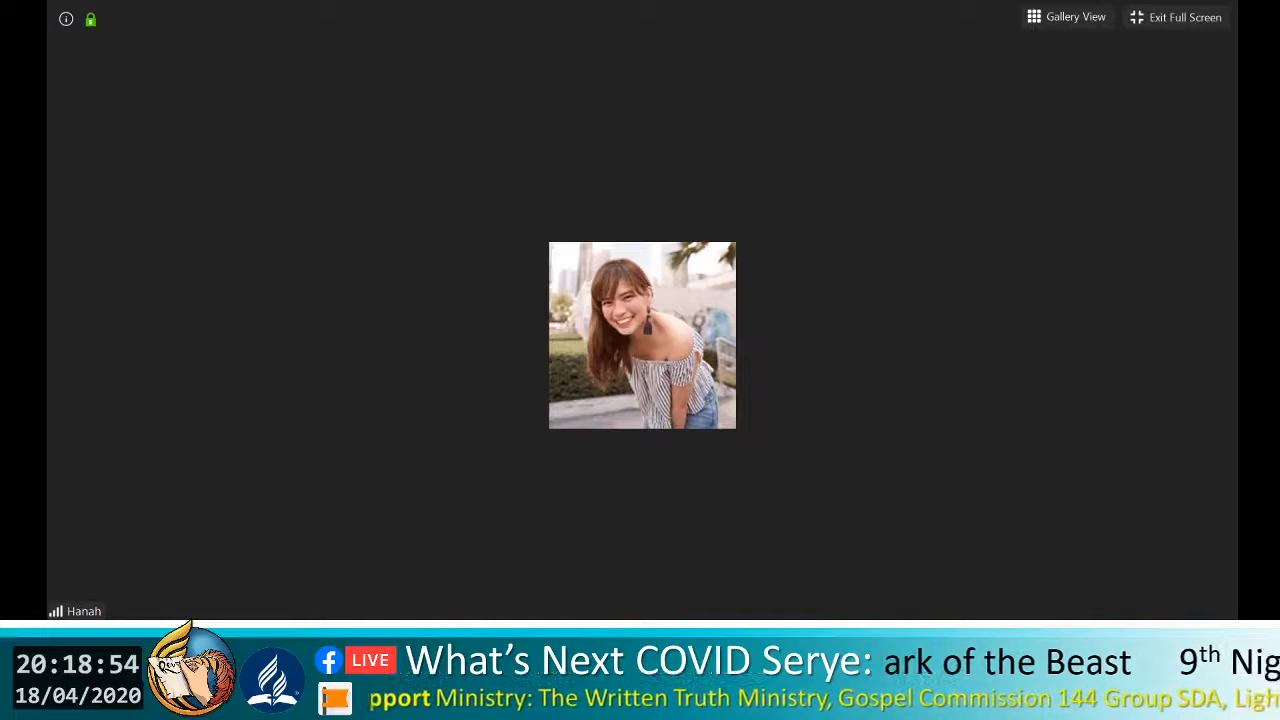 Gallery View
Exit Full Screen
Hanah
20:18:54
18/04/2020
LIVE
What's Next COVID Serye: ark of the Beast 9th Nig
pport Ministry: The Written Truth Ministry, Gospel Commission 144 Group SDA, Ligh